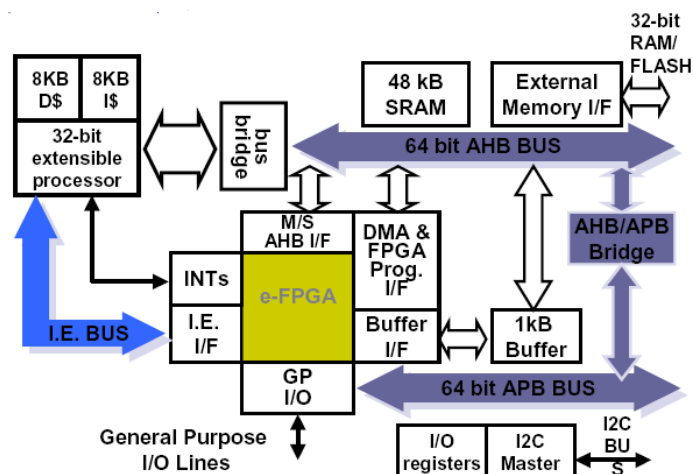 32-bit
RAM/
FLASH
8KB
D$
8KB
I$
48 kB
SRAM
External
Memory I/F
32-bit
extensible
processor
bus
bridge
64 bit AHB BUS
M/S
AHB I/F
DMA &
FPGA
Prog.
I/F
AHB/APB
Bridge
INTs
e-FPGA
I.E. BUS
I.E.
I/F
Buffer
I/F
1kB
Buffer
GP
I/O
64 bit APB BUS
General Purpose
I/O Lines
I/O
registers
I2C
Master
I2C
BU
S